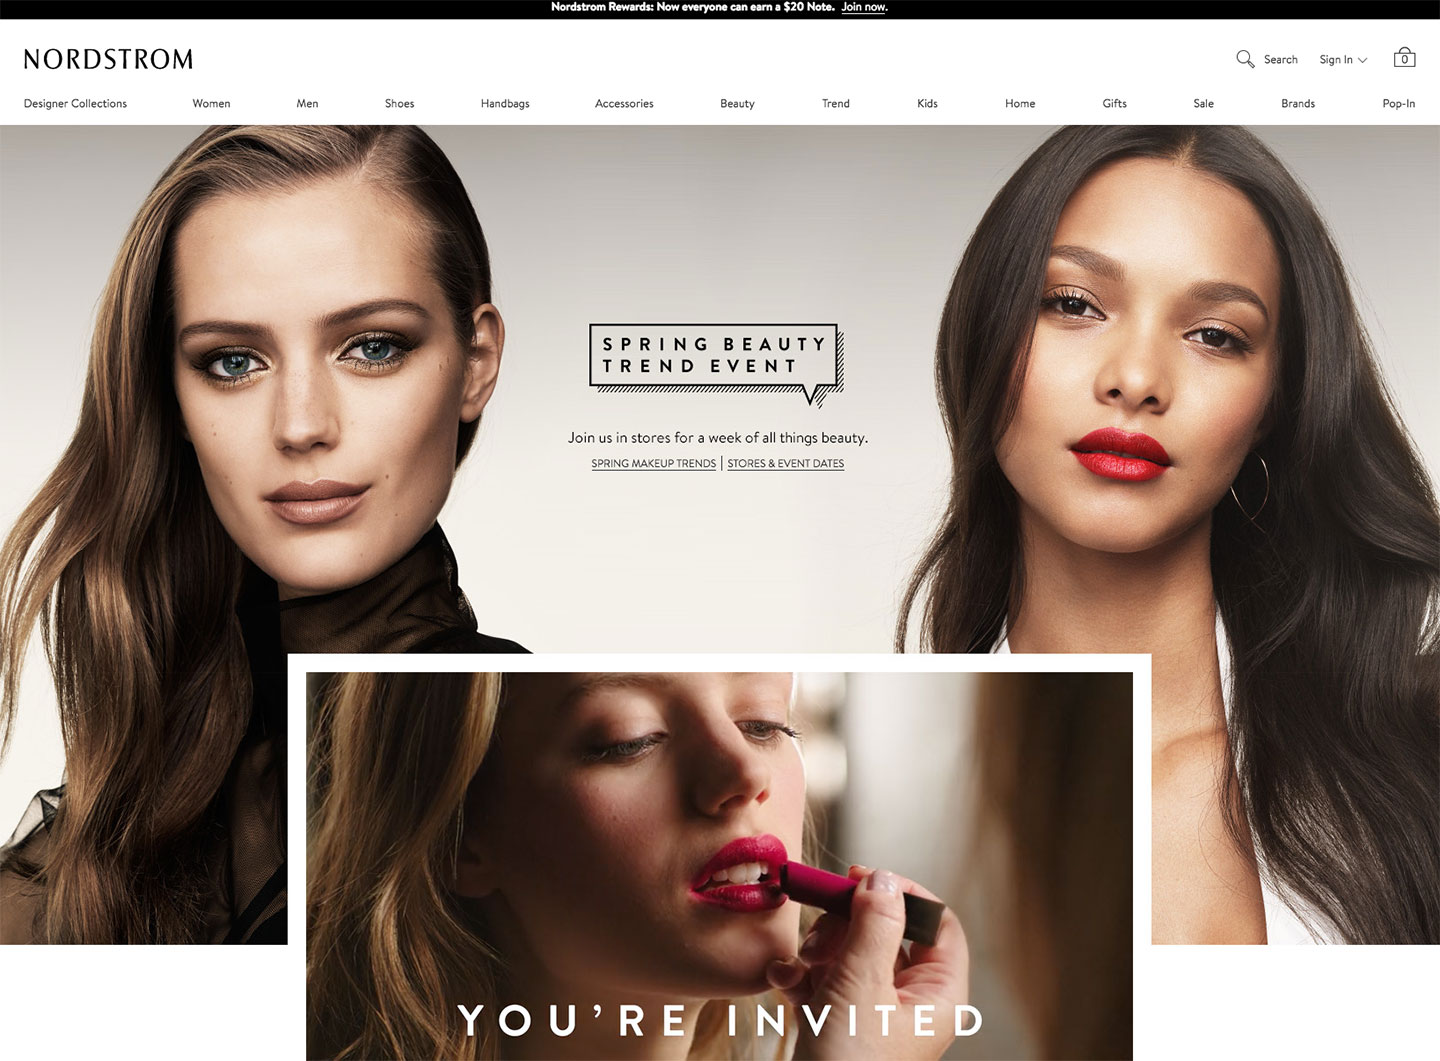 Nordstrom Rewards: Now everyone can earn a $20 Note. Join now.
NORDSTROM
Search
Sign In
0
Designer Collections Women Men Shoes Handbags Accessories Beauty Trend Kids Home Gifts Sale Brands Pop-In
SPRING BEAUTY
TREND EVENT
Join us in stores for a week of all things beauty.
SPRING MAKEUP TRENDS | STORES & EVENT DATES
YOU'RE INVITED